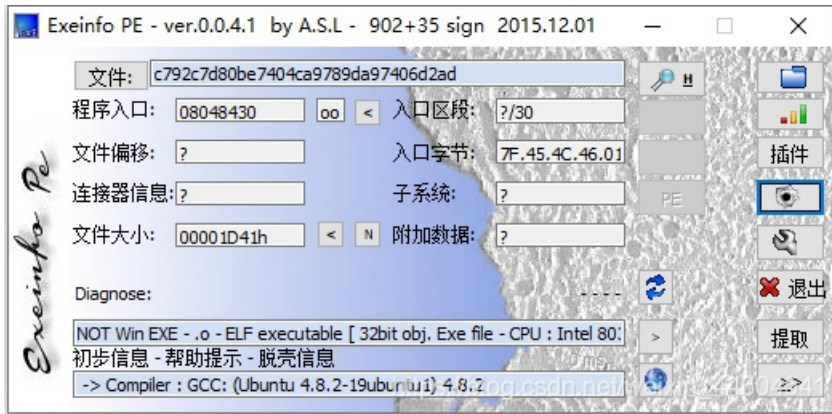 Exeinfo PE - ver.0.0.4.1 by A.S.L - 902+35 sign 2015.12.01
文件: c792c7d80be7404ca9789da97406d2ad H
程序入口: 08048430 oo < 入口区段: ?/30
文件偏移: ? 入口字节: 7F.45.4C.46.01 插件
连接器信息: ? 子系统: ? PE
文件大小: 00001D41h < N 附加数据: ?
Exeinfo Pe
Diagnose: 退出
NOT Win EXE - .o - ELF executable [ 32bit obj. Exe file - CPU : Intel 80 > 提取
初步信息 - 帮助提示 - 脱壳信息
-> Compiler : GCC: (Ubuntu 4.8.2-19ubuntu1) 4.8.2 >>